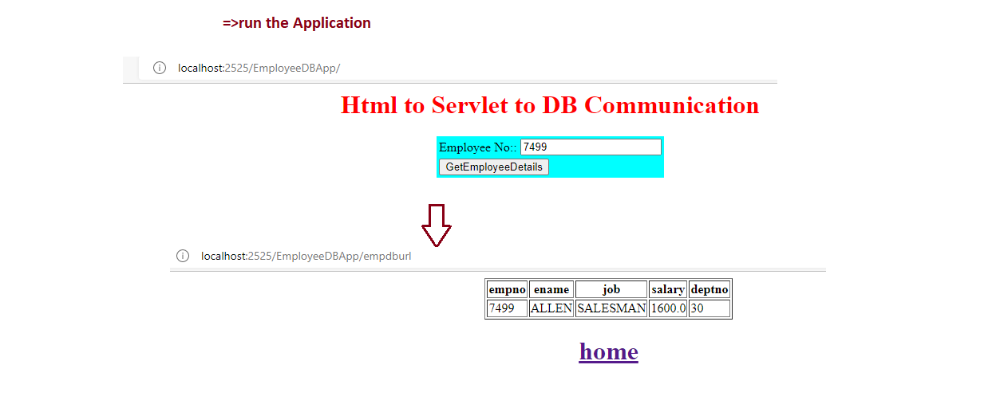 =>run the Application
localhost:2525/EmployeeDBApp/
Html to Servlet to DB Communication
Employee No:: 7499
GetEmployeeDetails
localhost:2525/EmployeeDBApp/empdburl
empno ename job salary deptno
7499 ALLEN SALESMAN 1600.0 30
home